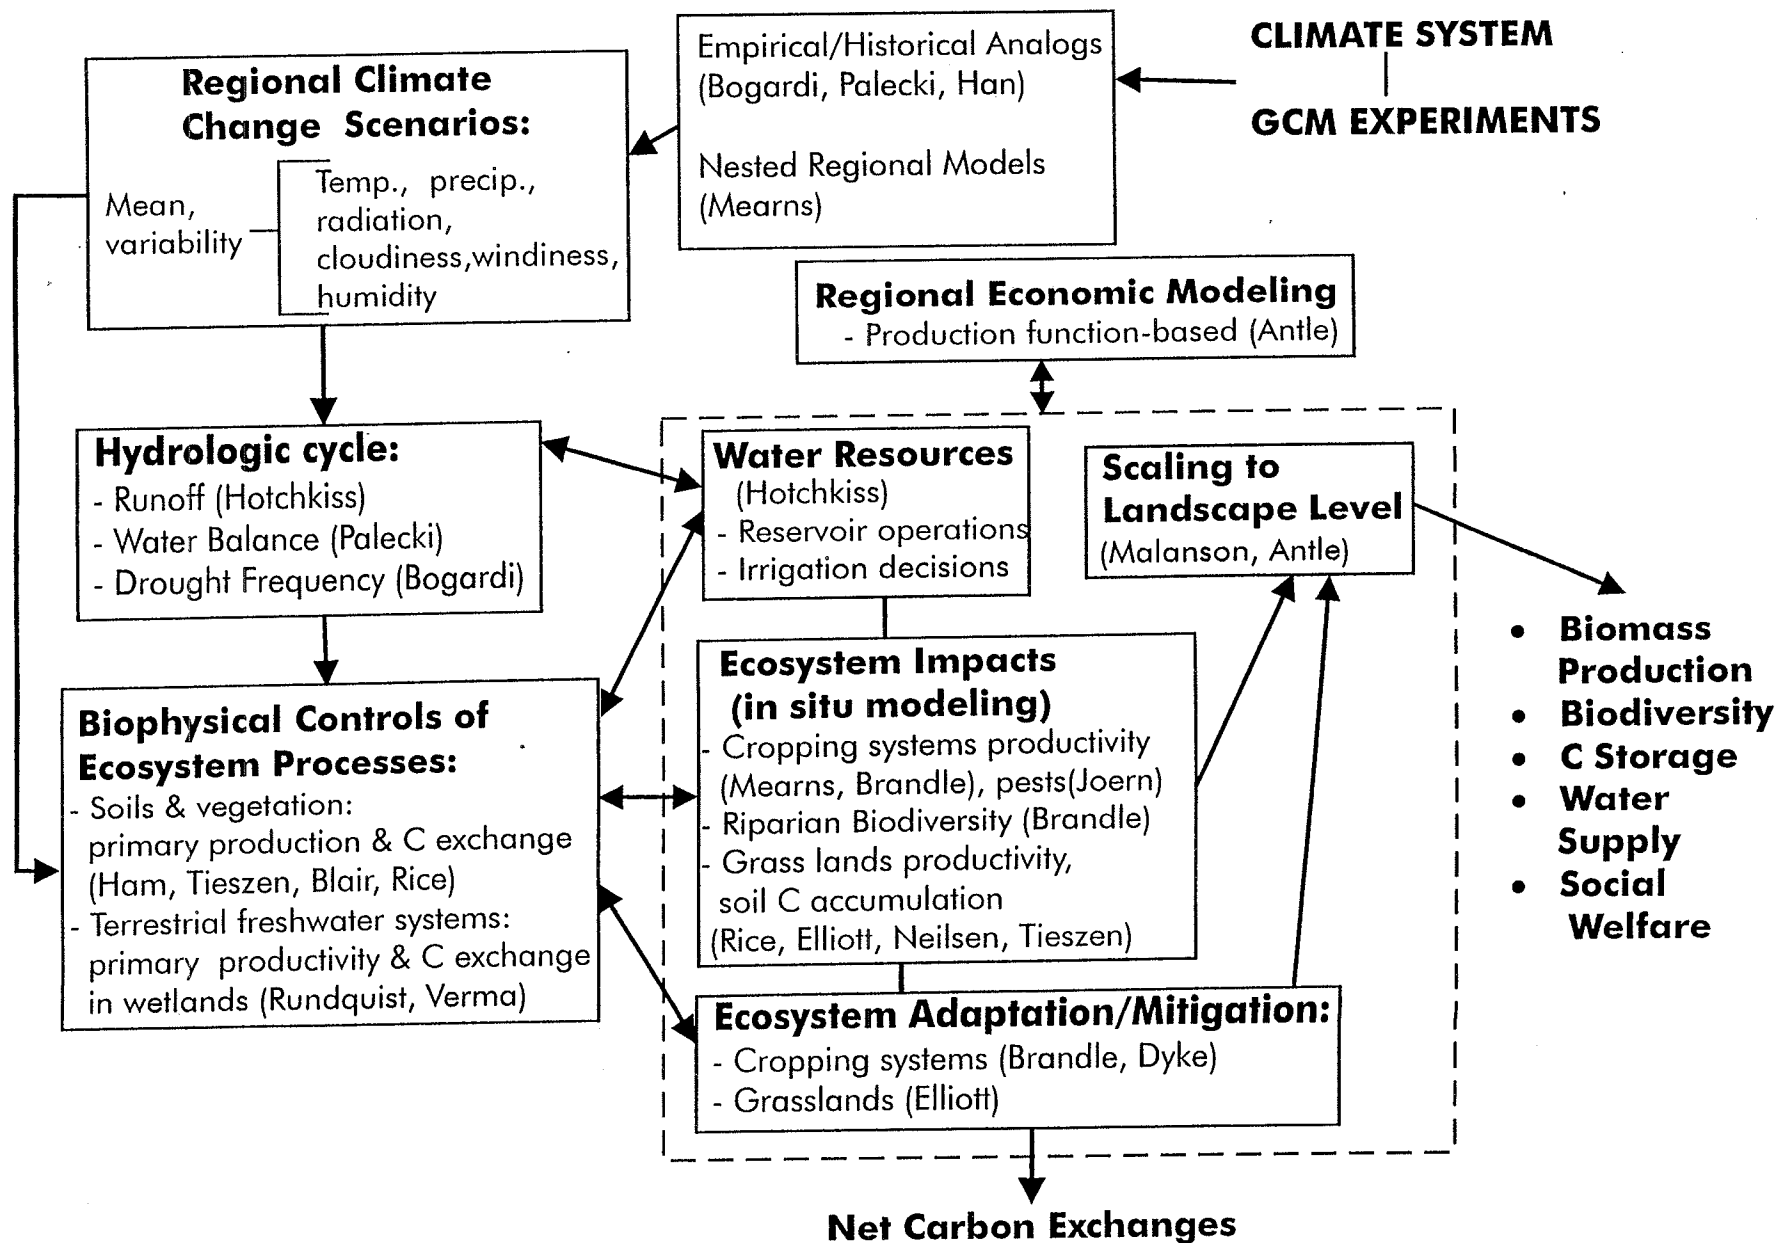 CLIMATE SYSTEM
GCM EXPERIMENTS
Empirical/Historical Analogs
(Bogardi, Palecki, Han)
Nested Regional Models
(Mearns)
Regional Climate
Change Scenarios:
Mean,
variability
Temp., precip.,
radiation,
cloudiness,windiness,
humidity
Regional Economic Modeling
- Production function-based (Antle)
Hydrologic cycle:
- Runoff (Hotchkiss)
- Water Balance (Palecki)
- Drought Frequency (Bogardi)
Water Resources
(Hotchkiss)
- Reservoir operations
- Irrigation decisions
Scaling to
Landscape Level
(Malanson, Antle)
Biophysical Controls of
Ecosystem Processes:
- Soils & vegetation:
primary production & C exchange
(Ham, Tieszen, Blair, Rice)
- Terrestrial freshwater systems:
primary productivity & C exchange
in wetlands (Rundquist, Verma)
Ecosystem Impacts
(in situ modeling)
- Cropping systems productivity
(Mearns, Brandle), pests(Joern)
- Riparian Biodiversity (Brandle)
- Grass lands productivity,
soil C accumulation
(Rice, Elliott, Neilsen, Tieszen)
Ecosystem Adaptation/Mitigation:
- Cropping systems (Brandle, Dyke)
- Grasslands (Elliott)
• Biomass
Production
• Biodiversity
• C Storage
• Water
Supply
• Social
Welfare
Net Carbon Exchanges